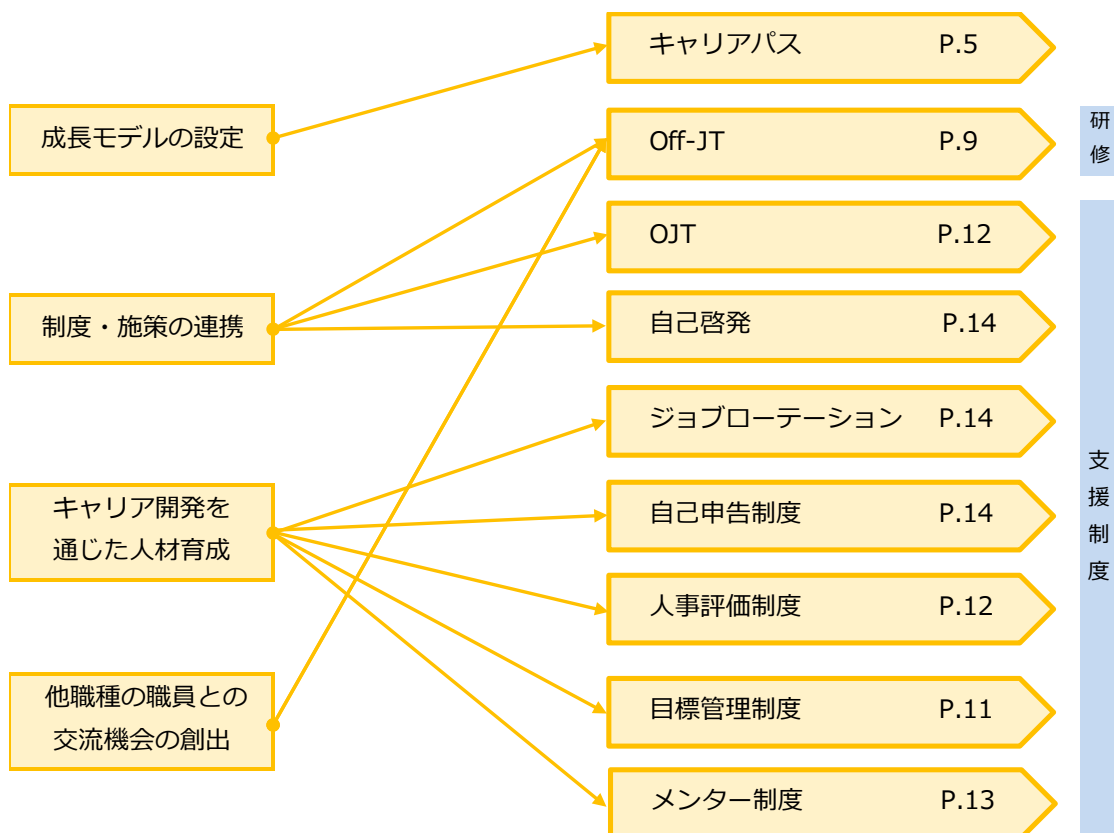 キャリアパス P.5
成長モデルの設定
Off-JT P.9
研修
OJT P.12
制度・施策の連携
自己啓発 P.14
ジョブローテーション P.14
キャリア開発を
通じた人材育成
自己申告制度 P.14
支援制度
人事評価制度 P.12
他職種の職員との
交流機会の創出
目標管理制度 P.11
メンター制度 P.13